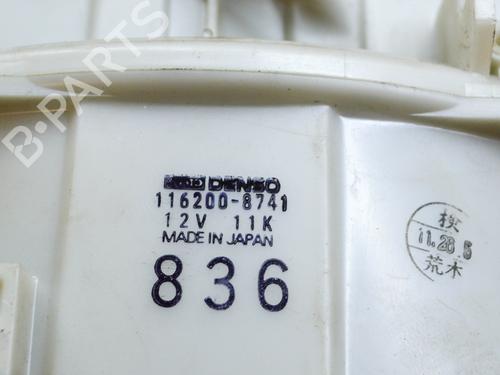 B-PARTS
DENSO
116200-8741
12V 11K
MADE IN JAPAN
836
検
11.28.5
荒木